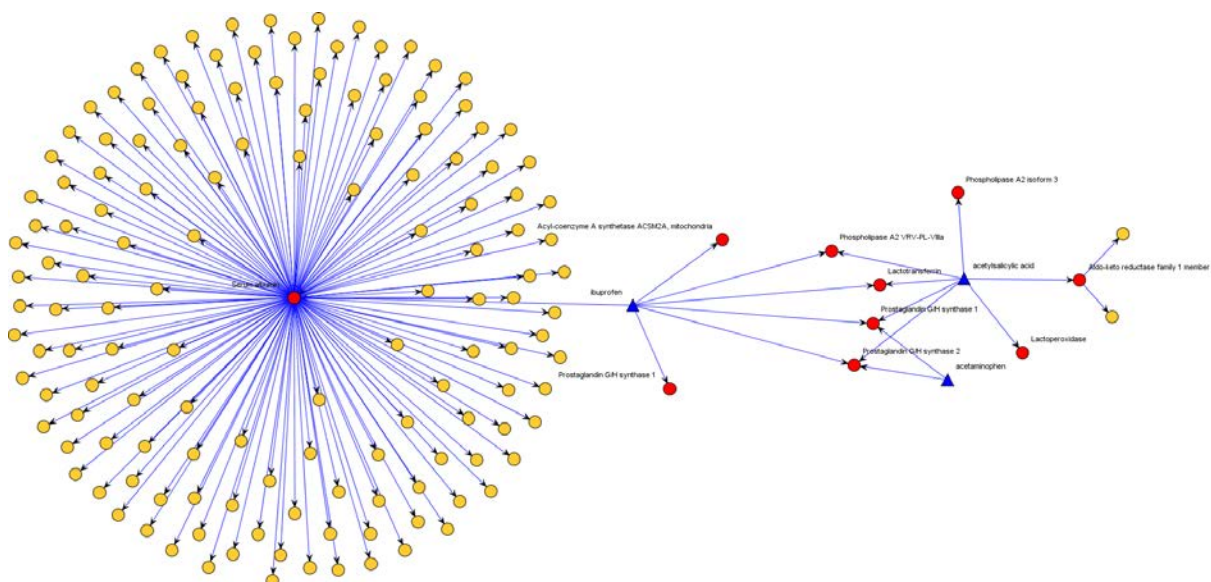 Phospholipase A2 isoform 3
Acyl-coenzyme A synthetase ACSM2A, mitochondria
Phospholipase A2 VRV-PL-VIIIa
Lactotransferrin
acetylsalicylic acid
Aldo-keto reductase family 1 member
Serum albumin
ibuprofen
Prostaglandin G/H synthase 1
Lactoperoxidase
Prostaglandin G/H synthase 2
acetaminophen
Prostaglandin G/H synthase 1